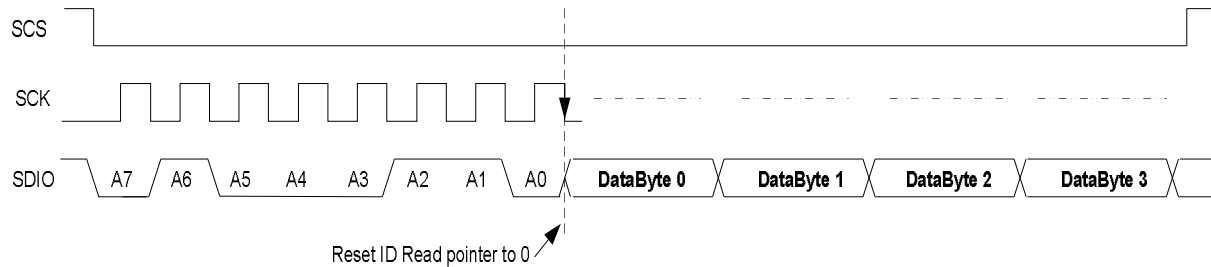 SCS
SCK
SDIO A7 A6 A5 A4 A3 A2 A1 A0 DataByte 0 DataByte 1 DataByte 2 DataByte 3
Reset ID Read pointer to 0